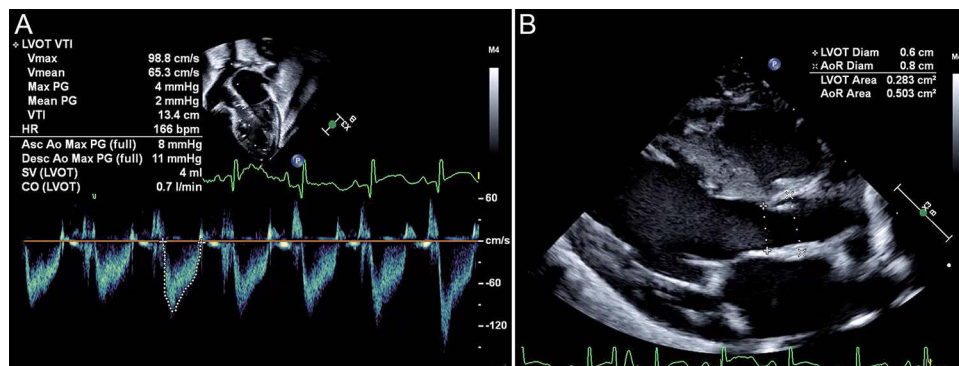 A
LVOT VTI
Vmax 98.8 cm/s
Vmean 65.3 cm/s
Max PG 4 mmHg
Mean PG 2 mmHg
VTI 13.4 cm
HR 166 bpm
Asc Ao Max PG (full) 8 mmHg
Desc Ao Max PG (full) 11 mmHg
SV (LVOT) 4 ml
CO (LVOT) 0.7 l/min
M4
P
60
cm/s
-60
-120
B
LVOT Diam 0.6 cm
AoR Diam 0.8 cm
LVOT Area 0.283 cm²
AoR Area 0.503 cm²
P